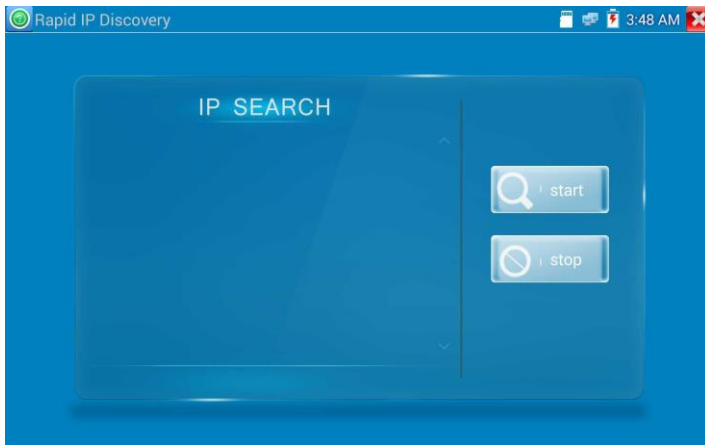 Rapid IP Discovery
3:48 AM
IP SEARCH
start
stop